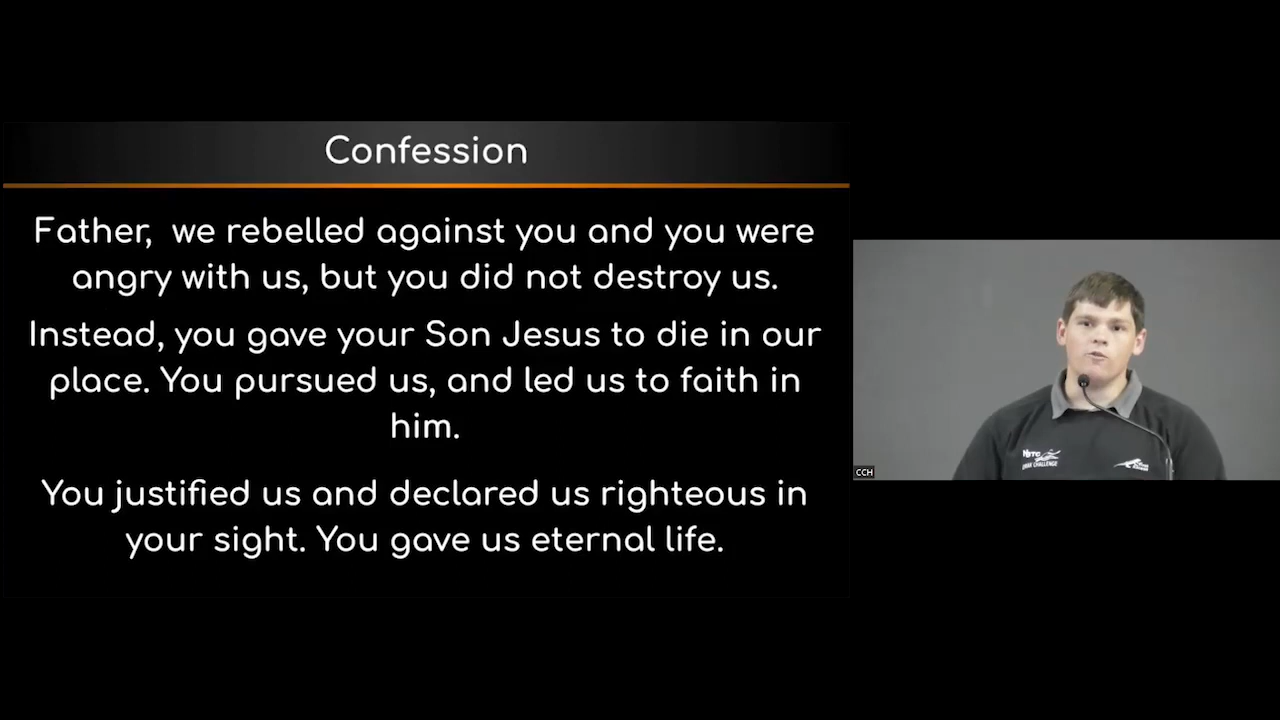 Confession
Father, we rebelled against you and you were
angry with us, but you did not destroy us.
Instead, you gave your Son Jesus to die in our
place. You pursued us, and led us to faith in
him.
You justified us and declared us righteous in
your sight. You gave us eternal life.
CCH
CHALLENGE